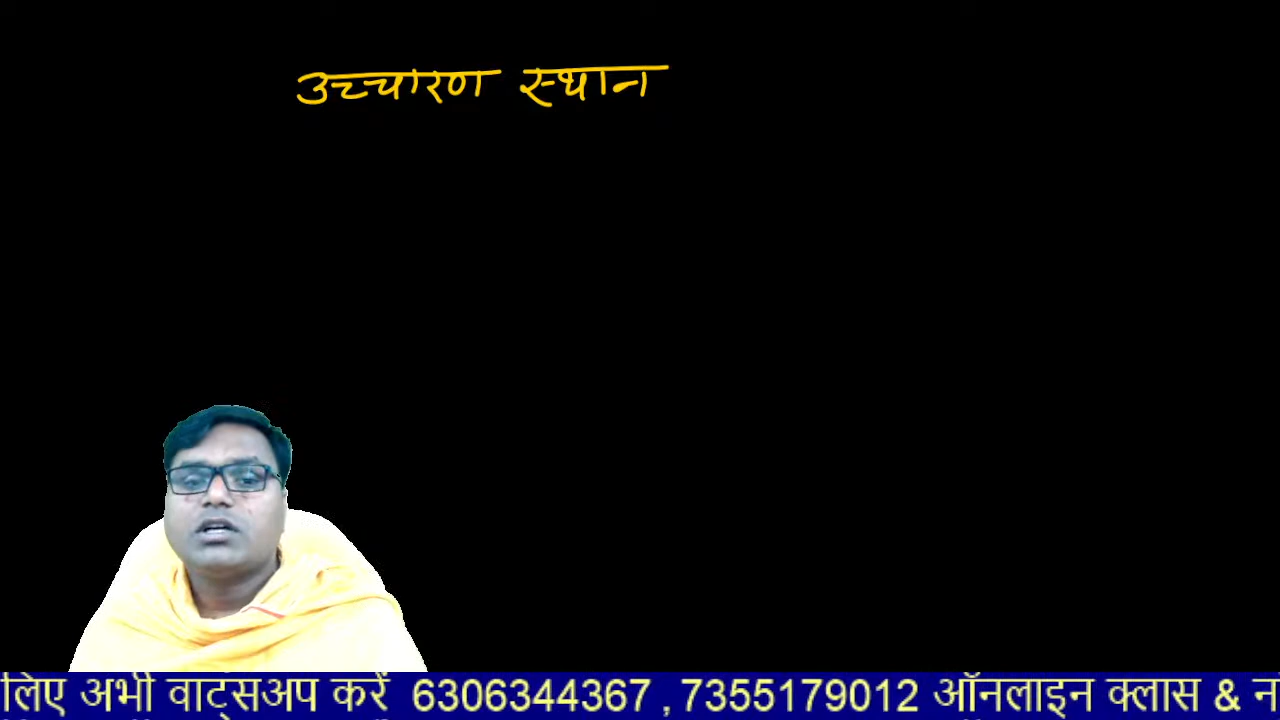 उच्चारण स्थान
लिए अभी वाट्सअप करें 6306344367 , 7355179012 ऑनलाइन क्लास &